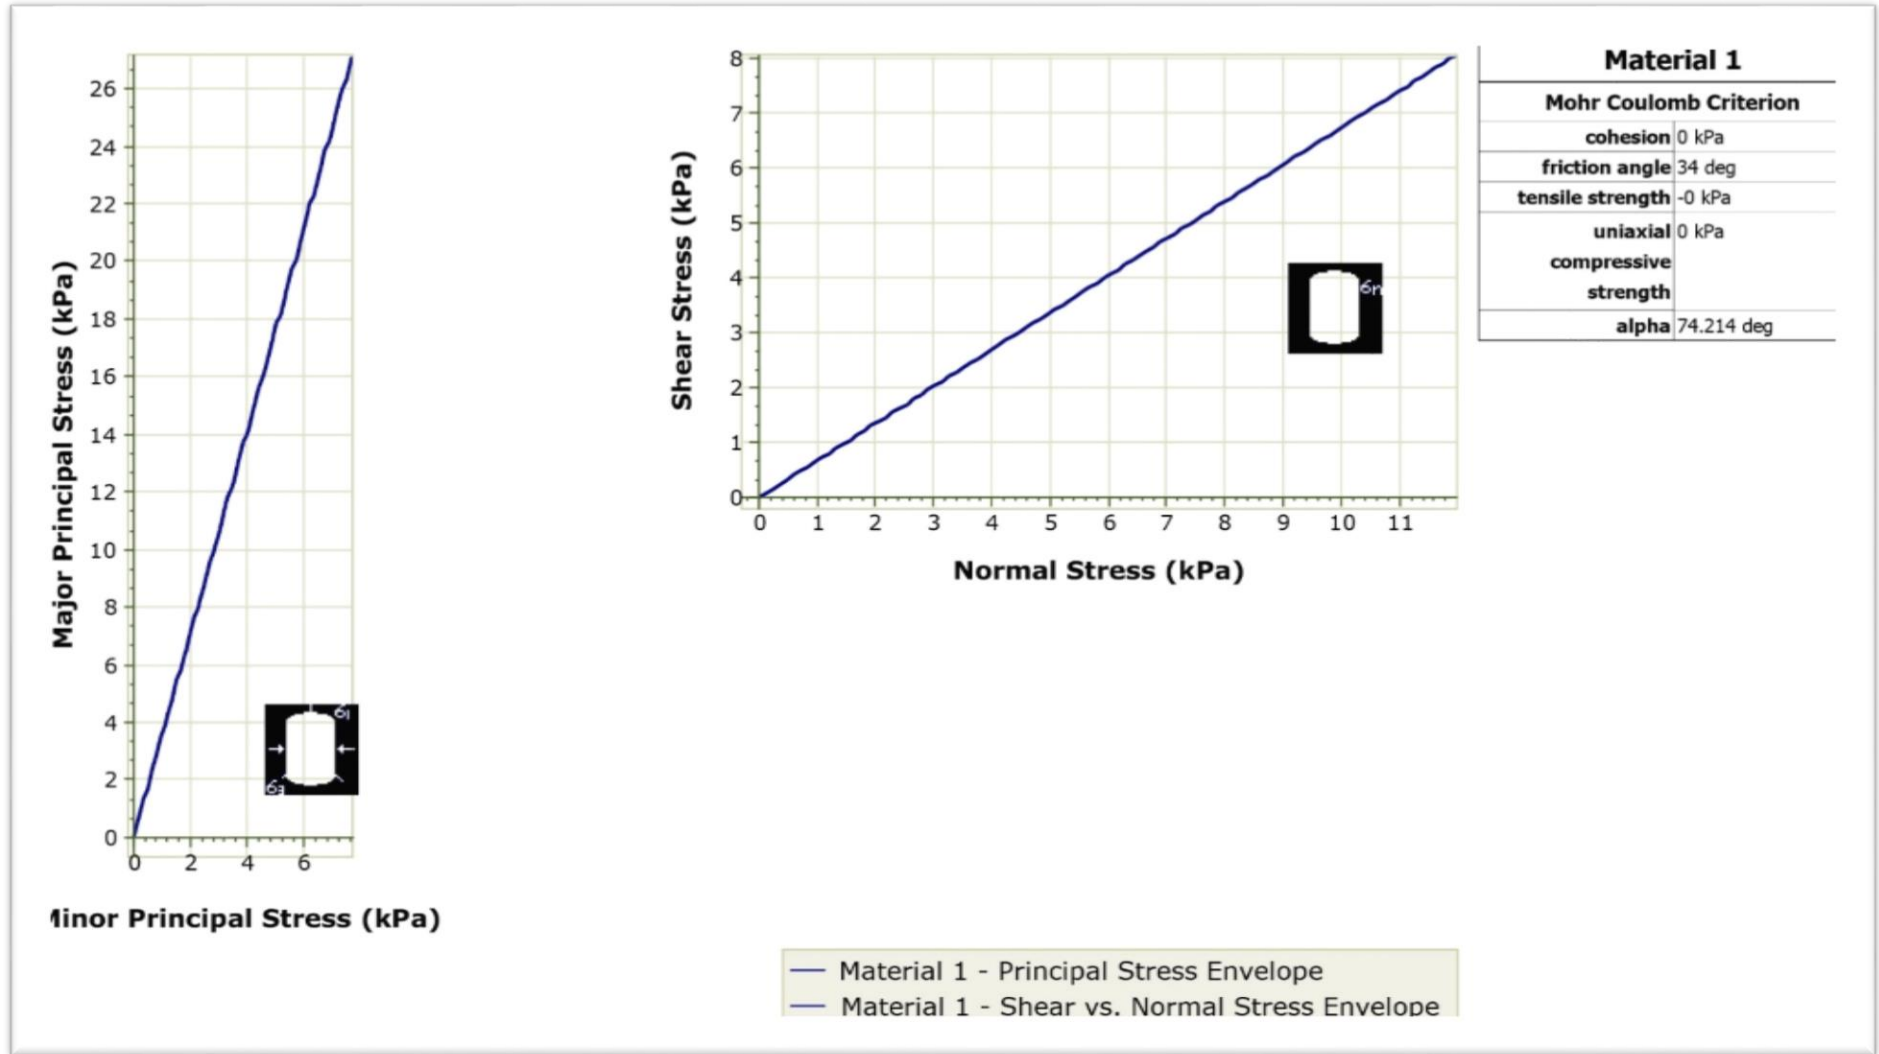 26
24
22
20
18
16
14
12
10
8
6
4
2
0
Major Principal Stress (kPa)
0 2 4 6
Minor Principal Stress (kPa)
8
7
6
5
4
3
2
1
0
Shear Stress (kPa)
0 1 2 3 4 5 6 7 8 9 10 11
Normal Stress (kPa)
Material 1
Mohr Coulomb Criterion
cohesion 0 kPa
friction angle 34 deg
tensile strength -0 kPa
uniaxial 0 kPa
compressive
strength
alpha 74.214 deg
Material 1 - Principal Stress Envelope
Material 1 - Shear vs. Normal Stress Envelope